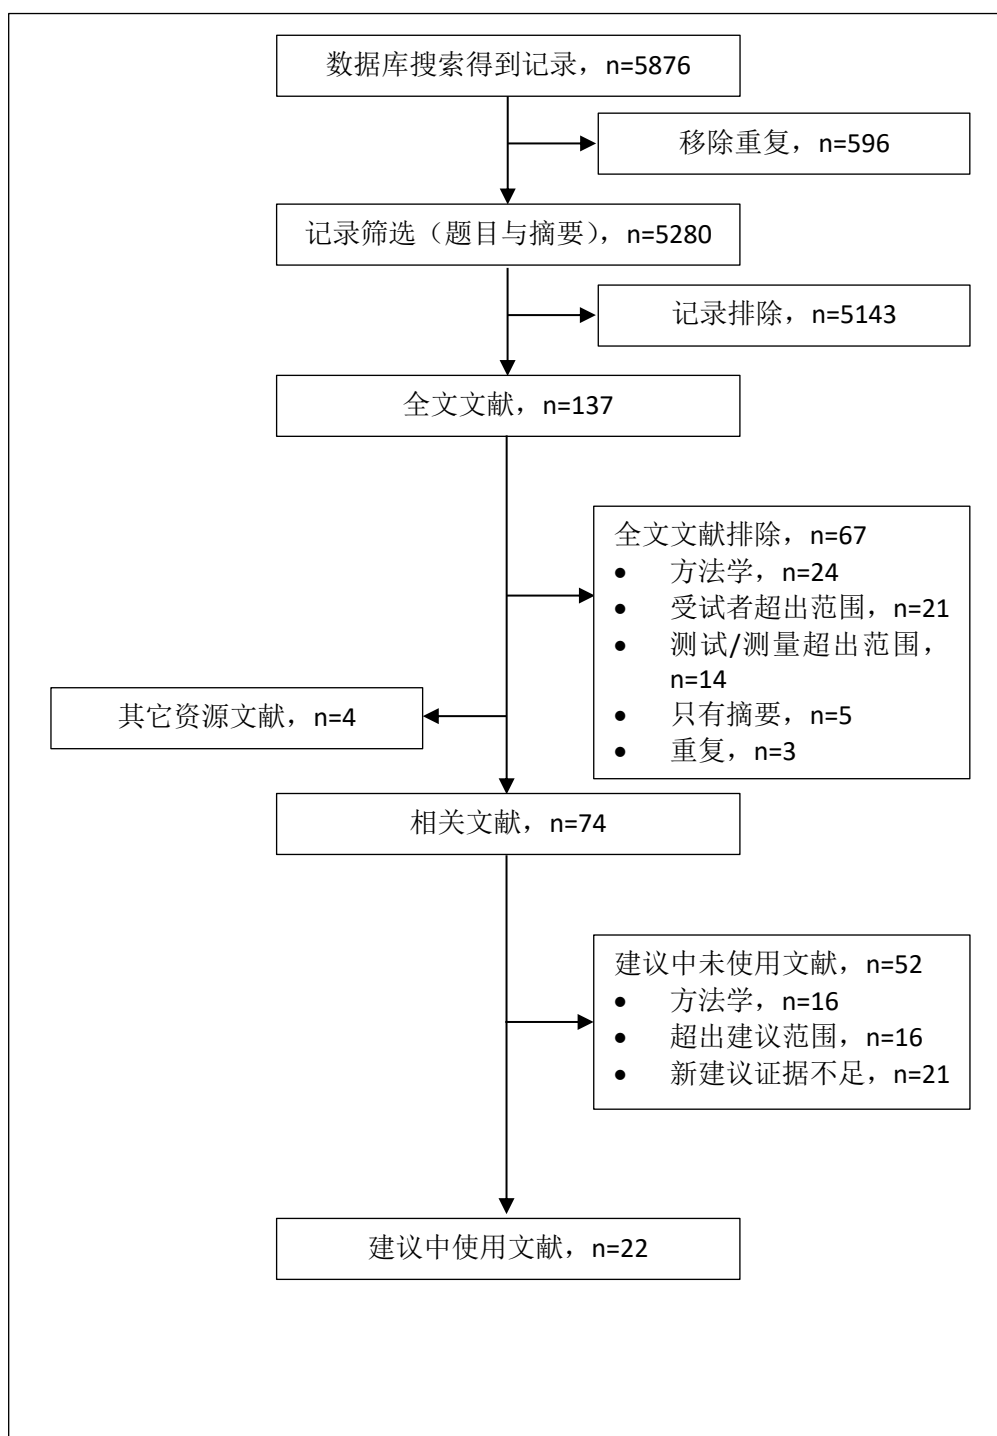 数据库搜索得到记录，n=5876
移除重复，n=596
记录筛选（题目与摘要），n=5280
记录排除，n=5143
全文文献，n=137
全文文献排除，n=67
• 方法学，n=24
• 受试者超出范围，n=21
• 测试/测量超出范围，
n=14
• 只有摘要，n=5
• 重复，n=3
其它资源文献，n=4
相关文献，n=74
建议中未使用文献，n=52
• 方法学，n=16
• 超出建议范围，n=16
• 新建议证据不足，n=21
建议中使用文献，n=22